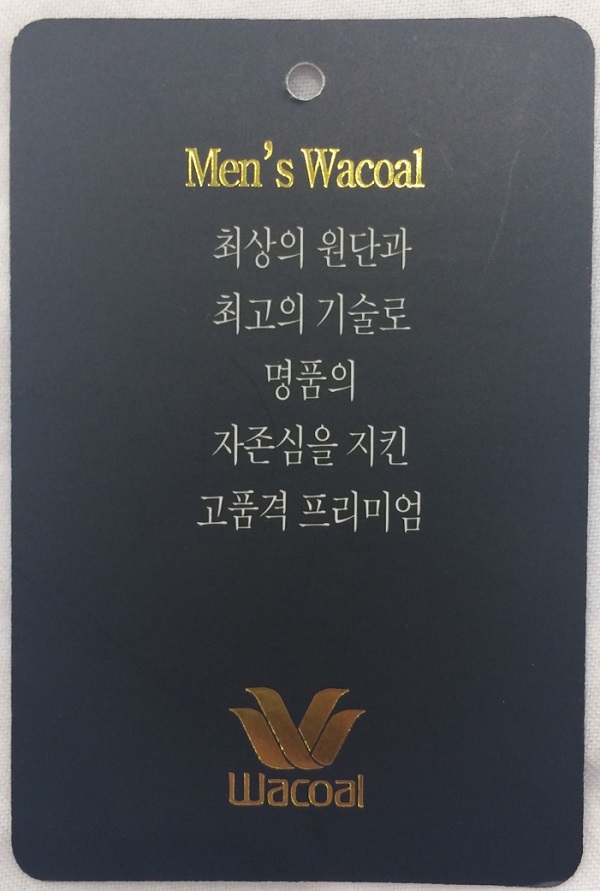 Men's Wacoal
최상의 원단과
최고의 기술로
명품의
자존심을 지킨
고품격 프리미엄
Wacoal